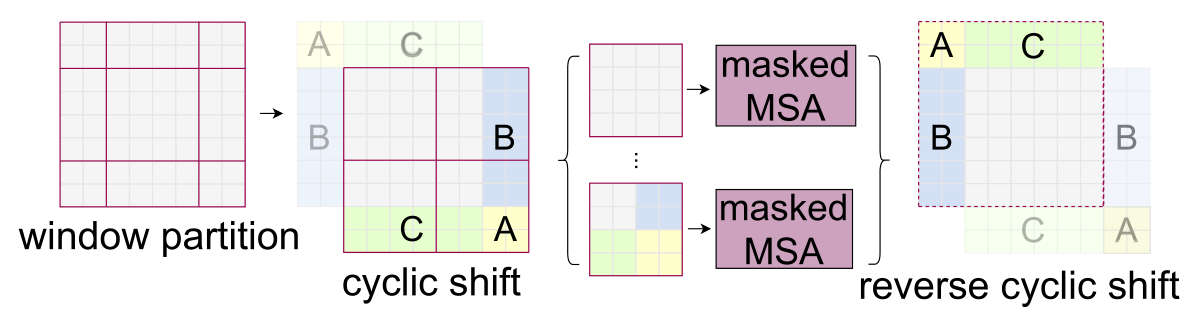 window partition
A
C
B
B
C
A
cyclic shift
masked
MSA
...
masked
MSA
A
C
B
B
C
A
reverse cyclic shift